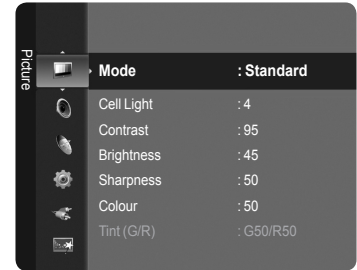 Picture
Mode : Standard
Cell Light : 4
Contrast : 95
Brightness : 45
Sharpness : 50
Colour : 50
Tint (G/R) : G50/R50